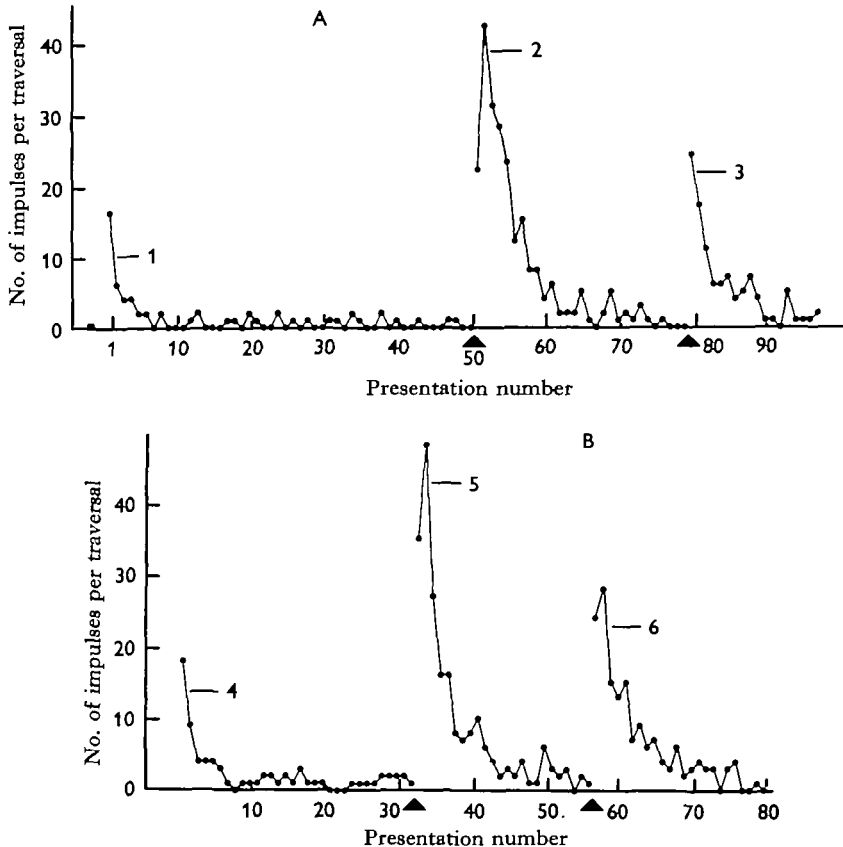 A
No. of impulses per traversal
40
30
20
10
0
1
2
3
1 10 20 30 40 50 60 70 80 90
Presentation number
B
No. of impulses per traversal
40
30
20
10
0
4
5
6
10 20 30 40 50. 60 70 80
Presentation number